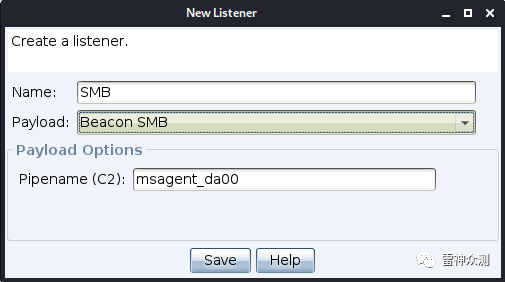 New Listener
Create a listener.
Name: SMB
Payload: Beacon SMB
Payload Options
Pipename (C2): msagent_da00
Save Help
雷神众测